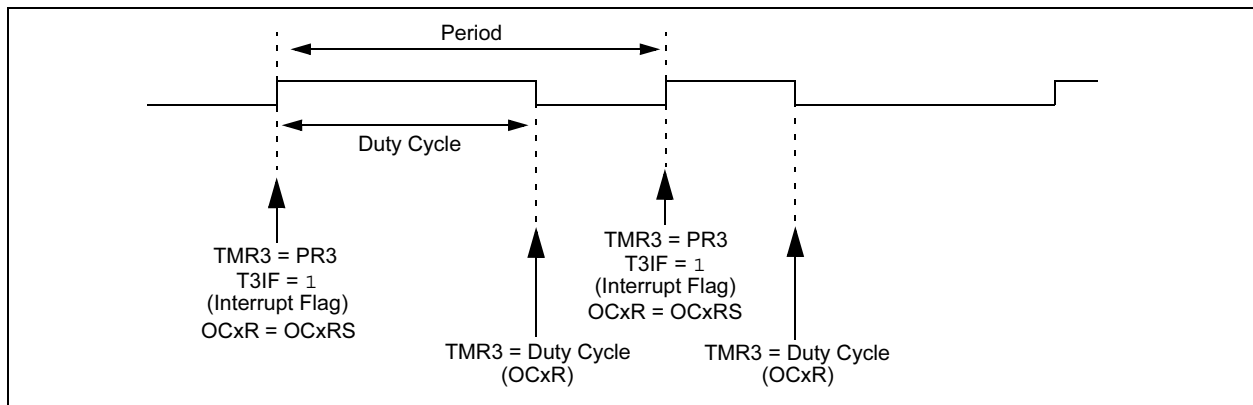 Period
Duty Cycle
TMR3 = PR3
T3IF = 1
(Interrupt Flag)
OCxR = OCxRS
TMR3 = Duty Cycle
(OCxR)
TMR3 = PR3
T3IF = 1
(Interrupt Flag)
OCxR = OCxRS
TMR3 = Duty Cycle
(OCxR)